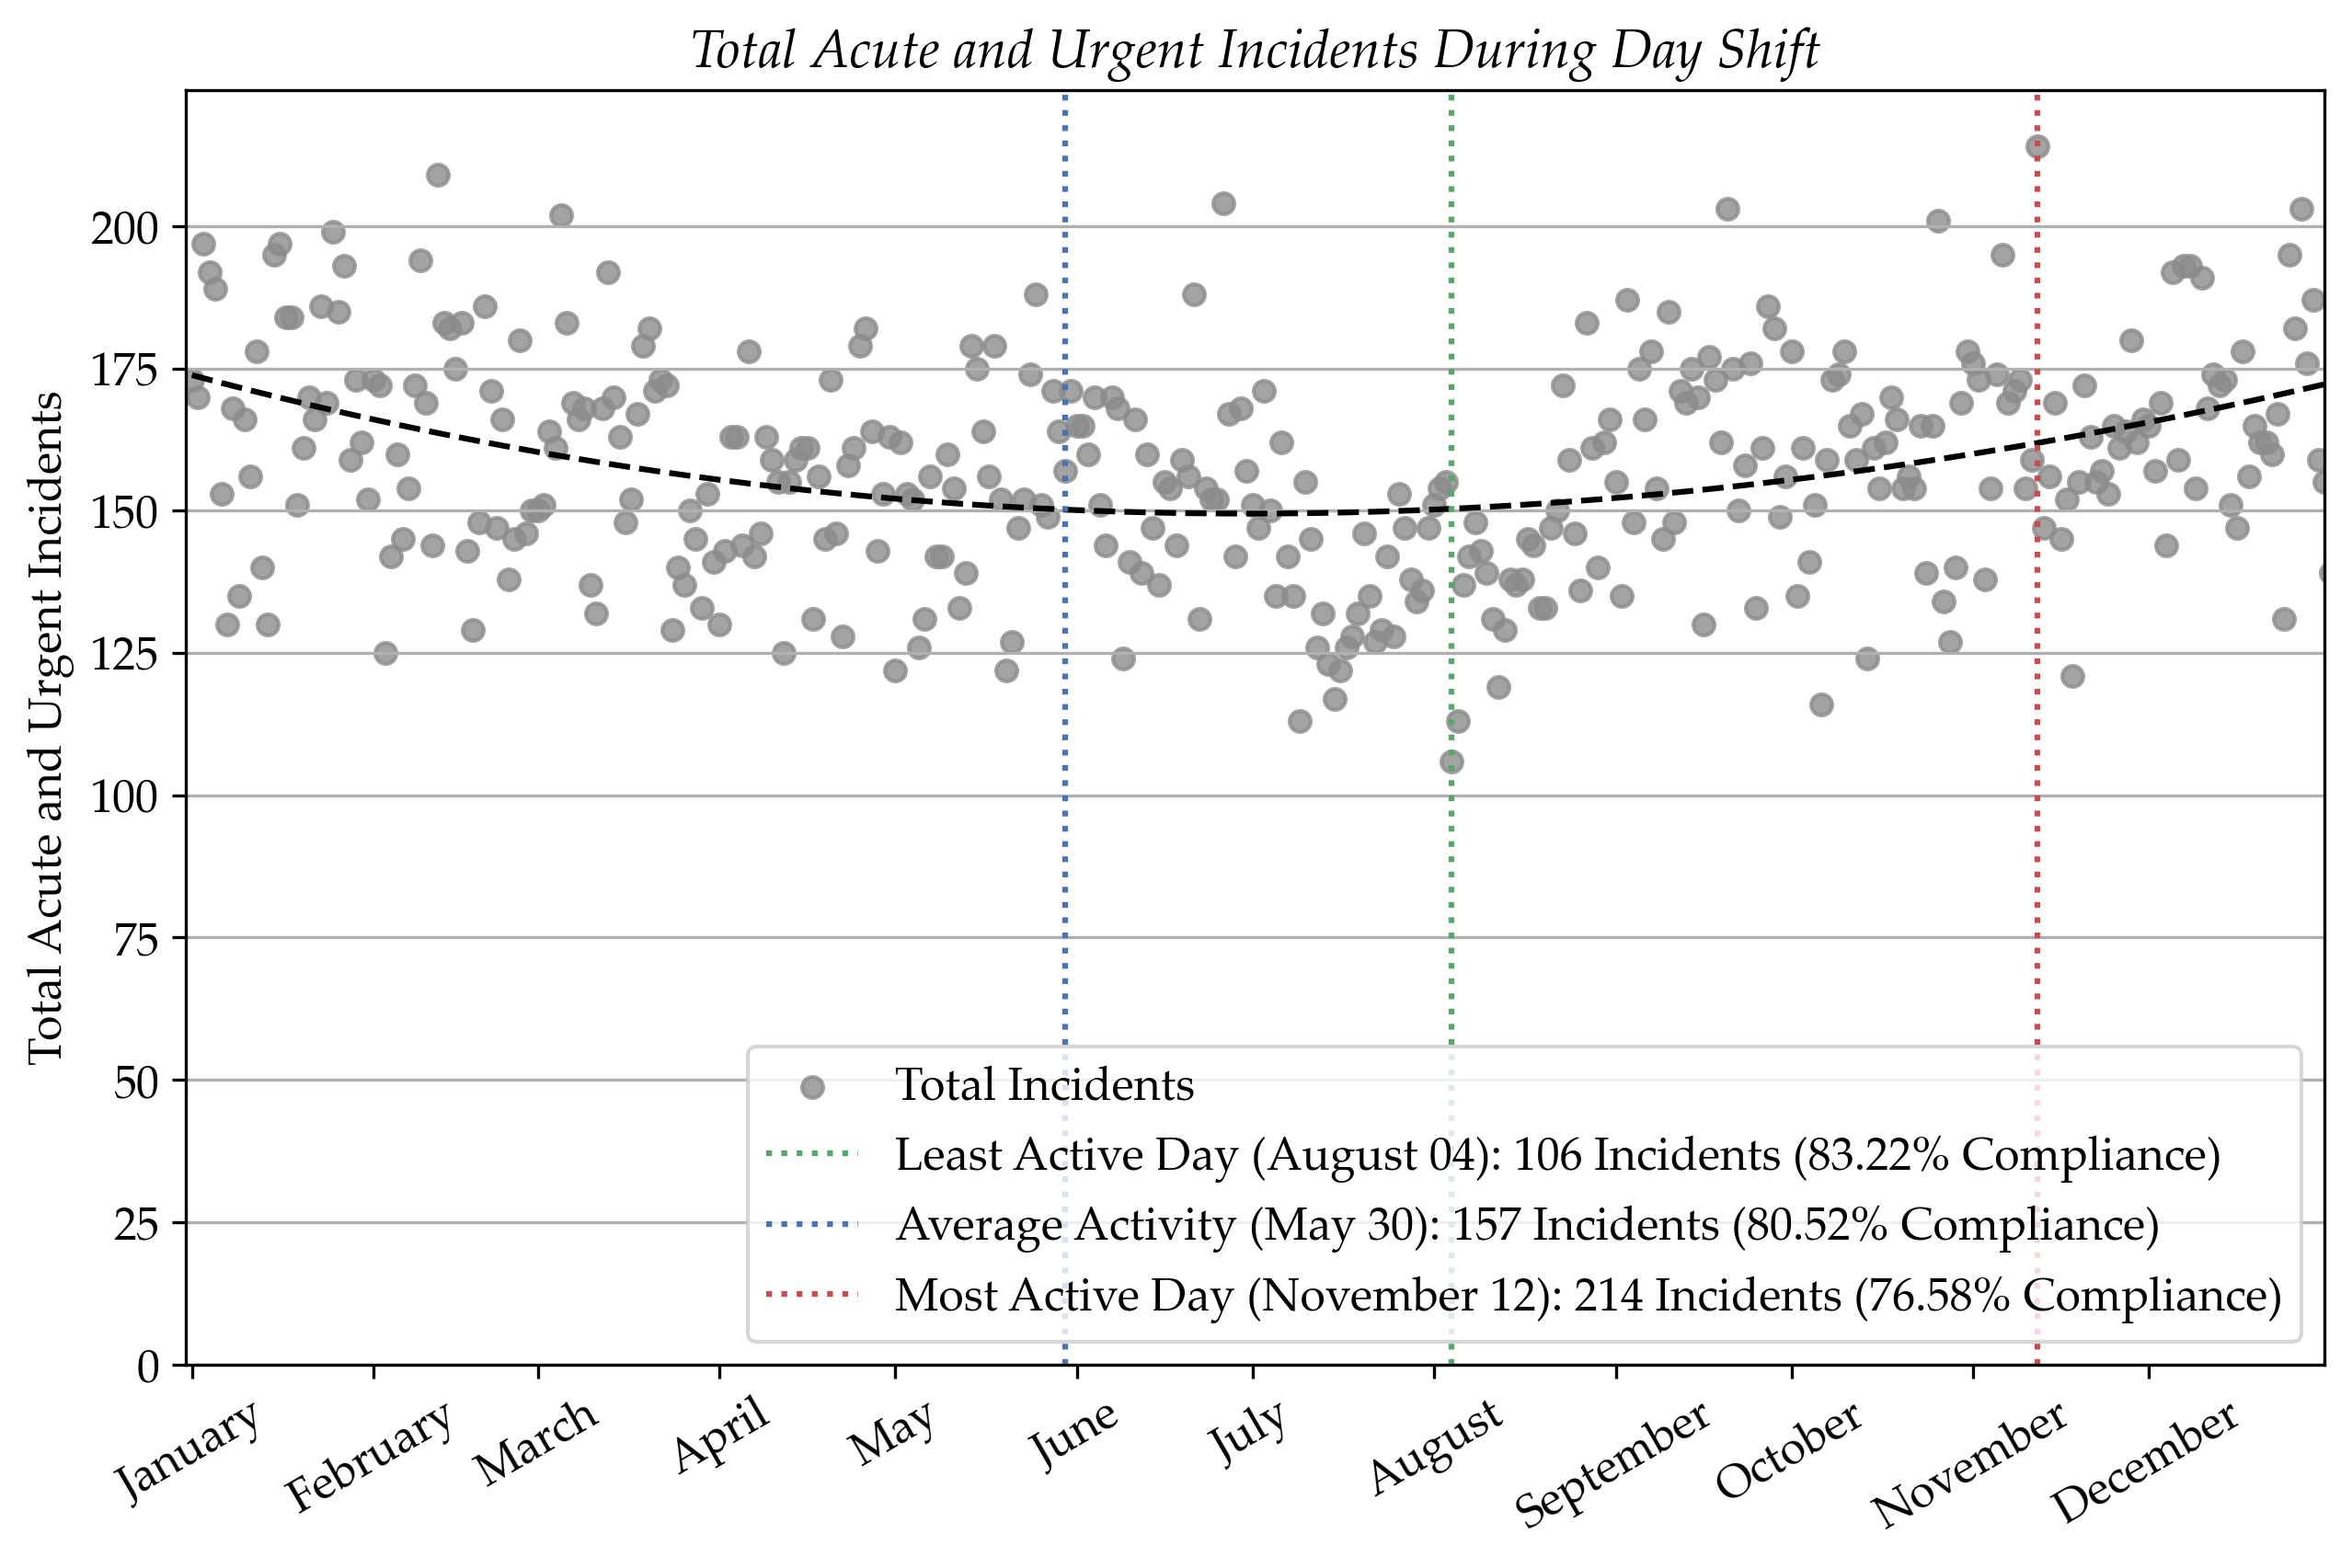 Total Acute and Urgent Incidents During Day Shift
Total Acute and Urgent Incidents
200
175
150
125
100
75
50
25
0
Total Incidents
Least Active Day (August 04): 106 Incidents (83.22% Compliance)
Average Activity (May 30): 157 Incidents (80.52% Compliance)
Most Active Day (November 12): 214 Incidents (76.58% Compliance)
January
February
March
April
May
June
July
August
September
October
November
December